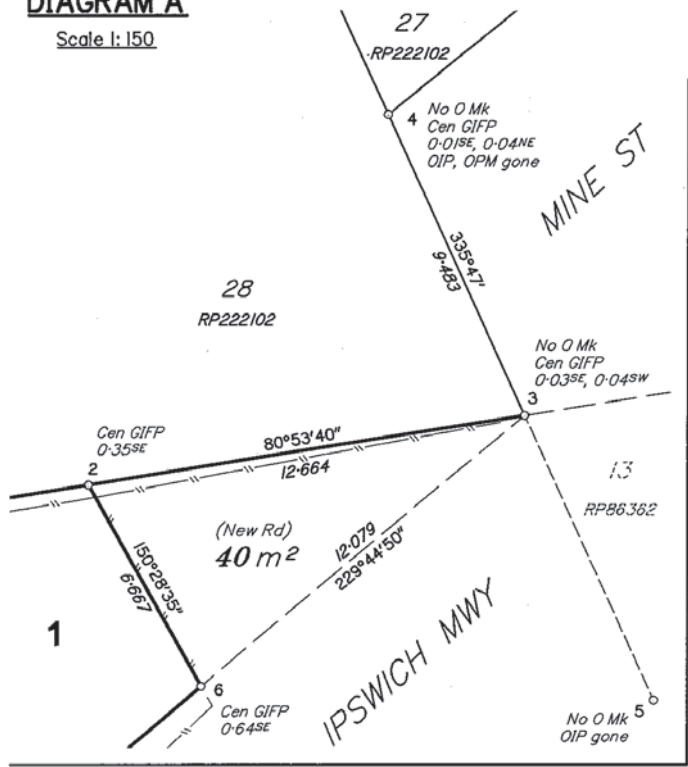 DIAGRAM A
Scale 1:150
27
RP222102
4
No O Mk
Cen GIFP
0·01SE, 0·04NE
OIP, OPM gone
MINE ST
335°47'
9·483
28
RP222102
No O Mk
Cen GIFP
0·03SE, 0·04SW
3
Cen GIFP
0·35SE
2
80°53'40"
12·664
13
RP86362
(New Rd)
40 m²
12·079
229°44'50"
150°28'35"
6·667
1
IPSWICH MWY
6
Cen GIFP
0·64SE
5
No O Mk
OIP gone